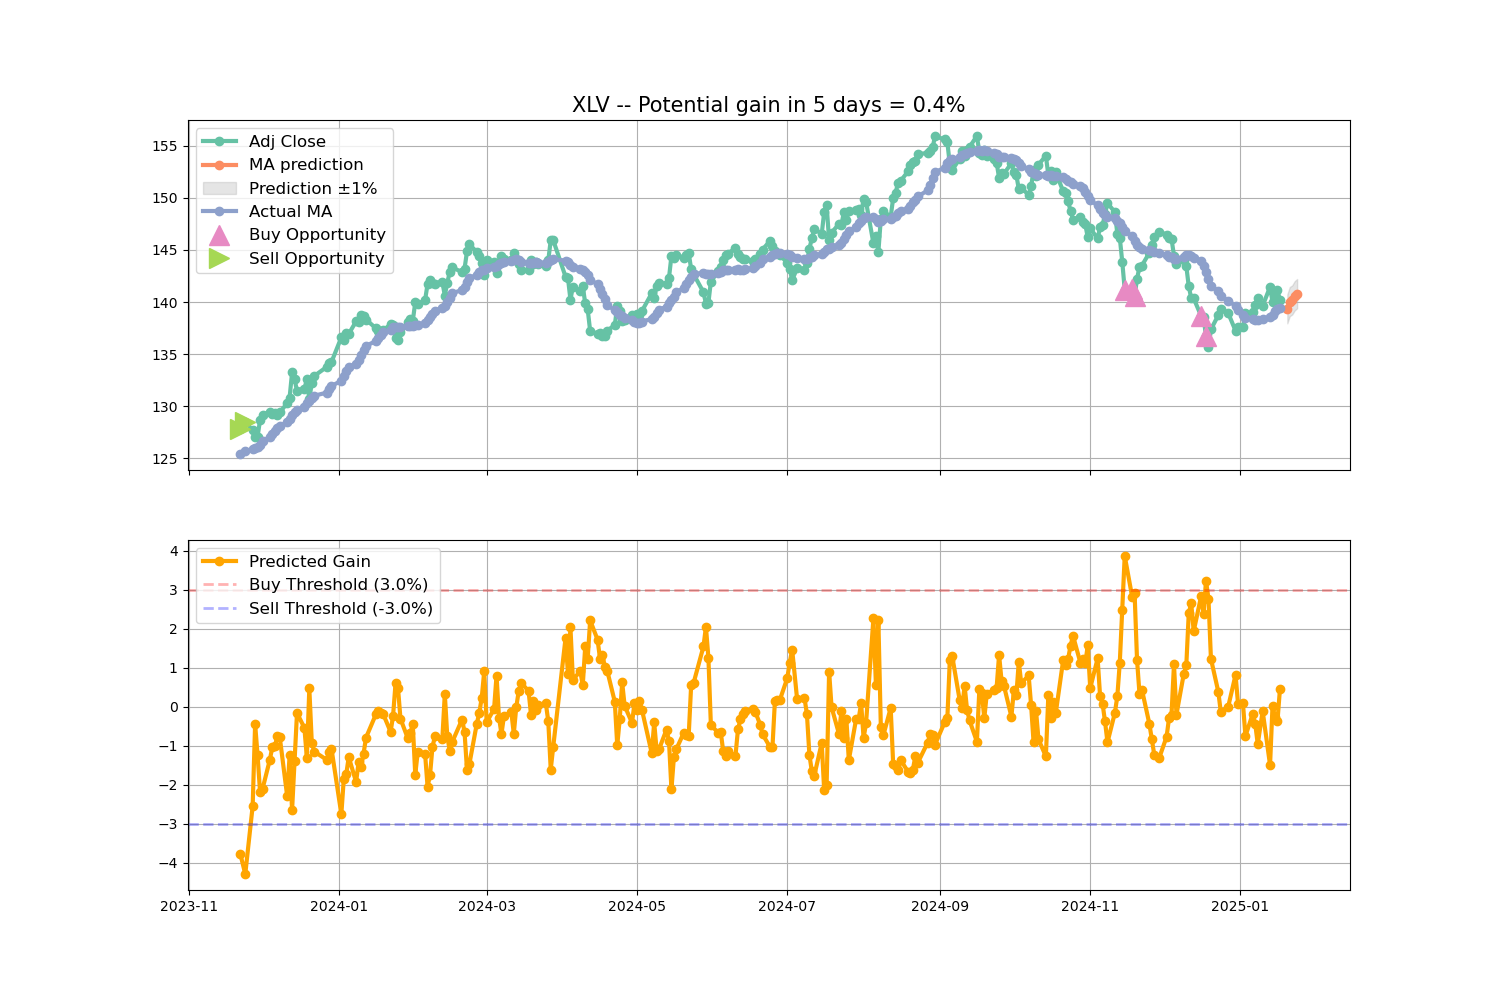 XLV -- Potential gain in 5 days = 0.4%
Adj Close
MA prediction
Prediction ±1%
Actual MA
Buy Opportunity
Sell Opportunity
155
150
145
140
135
130
125
Predicted Gain
Buy Threshold (3.0%)
Sell Threshold (-3.0%)
4
3
2
1
0
−1
−2
−3
−4
2023-11 2024-01 2024-03 2024-05 2024-07 2024-09 2024-11 2025-01